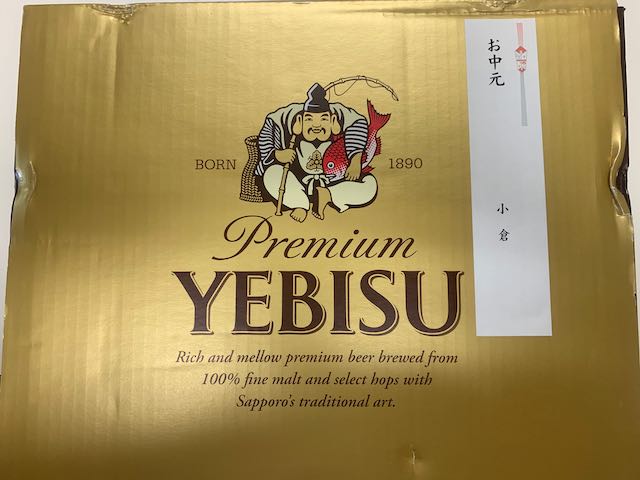 BORN 1890
Premium
YEBISU
Rich and mellow premium beer brewed from
100% fine malt and select hops with
Sapporo's traditional art.
お中元
小倉